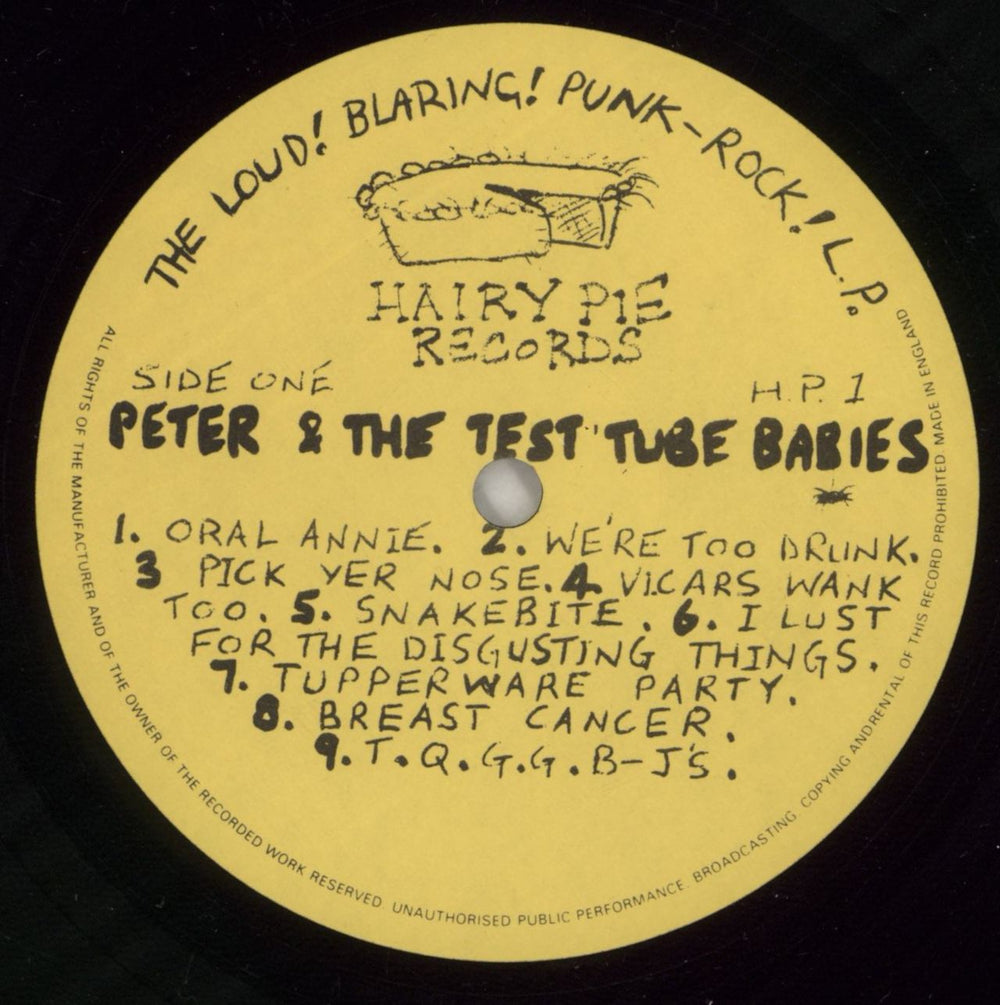 THE LOUD! BLARING! PUNK-ROCK! L.P.
HAIRY PIE
RECORDS
SIDE ONE
H.P. 1
PETER & THE TEST TUBE BABIES
1. ORAL ANNIE. 2. WE'RE TOO DRUNK.
3 PICK YER NOSE. 4. VICARS WANK
TOO. 5. SNAKEBITE. 6. I LUST
FOR THE DISGUSTING THINGS.
7. TUPPERWARE PARTY.
8. BREAST CANCER.
9. T.Q.G.G.B-J'S.
ALL RIGHTS OF THE MANUFACTURER AND OF THE OWNER OF THE RECORDED WORK RESERVED UNAUTHORISED PUBLIC PERFORMANCE. BROADCASTING. COPYING AND RENTAL OF THIS RECORD PROHIBITED. MADE IN ENGLAND